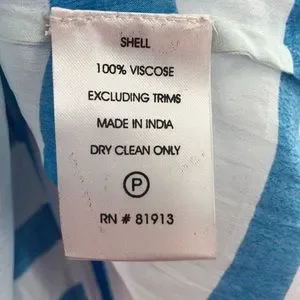 SHELL
100% VISCOSE
EXCLUDING TRIMS
MADE IN INDIA
DRY CLEAN ONLY
P
RN # 81913